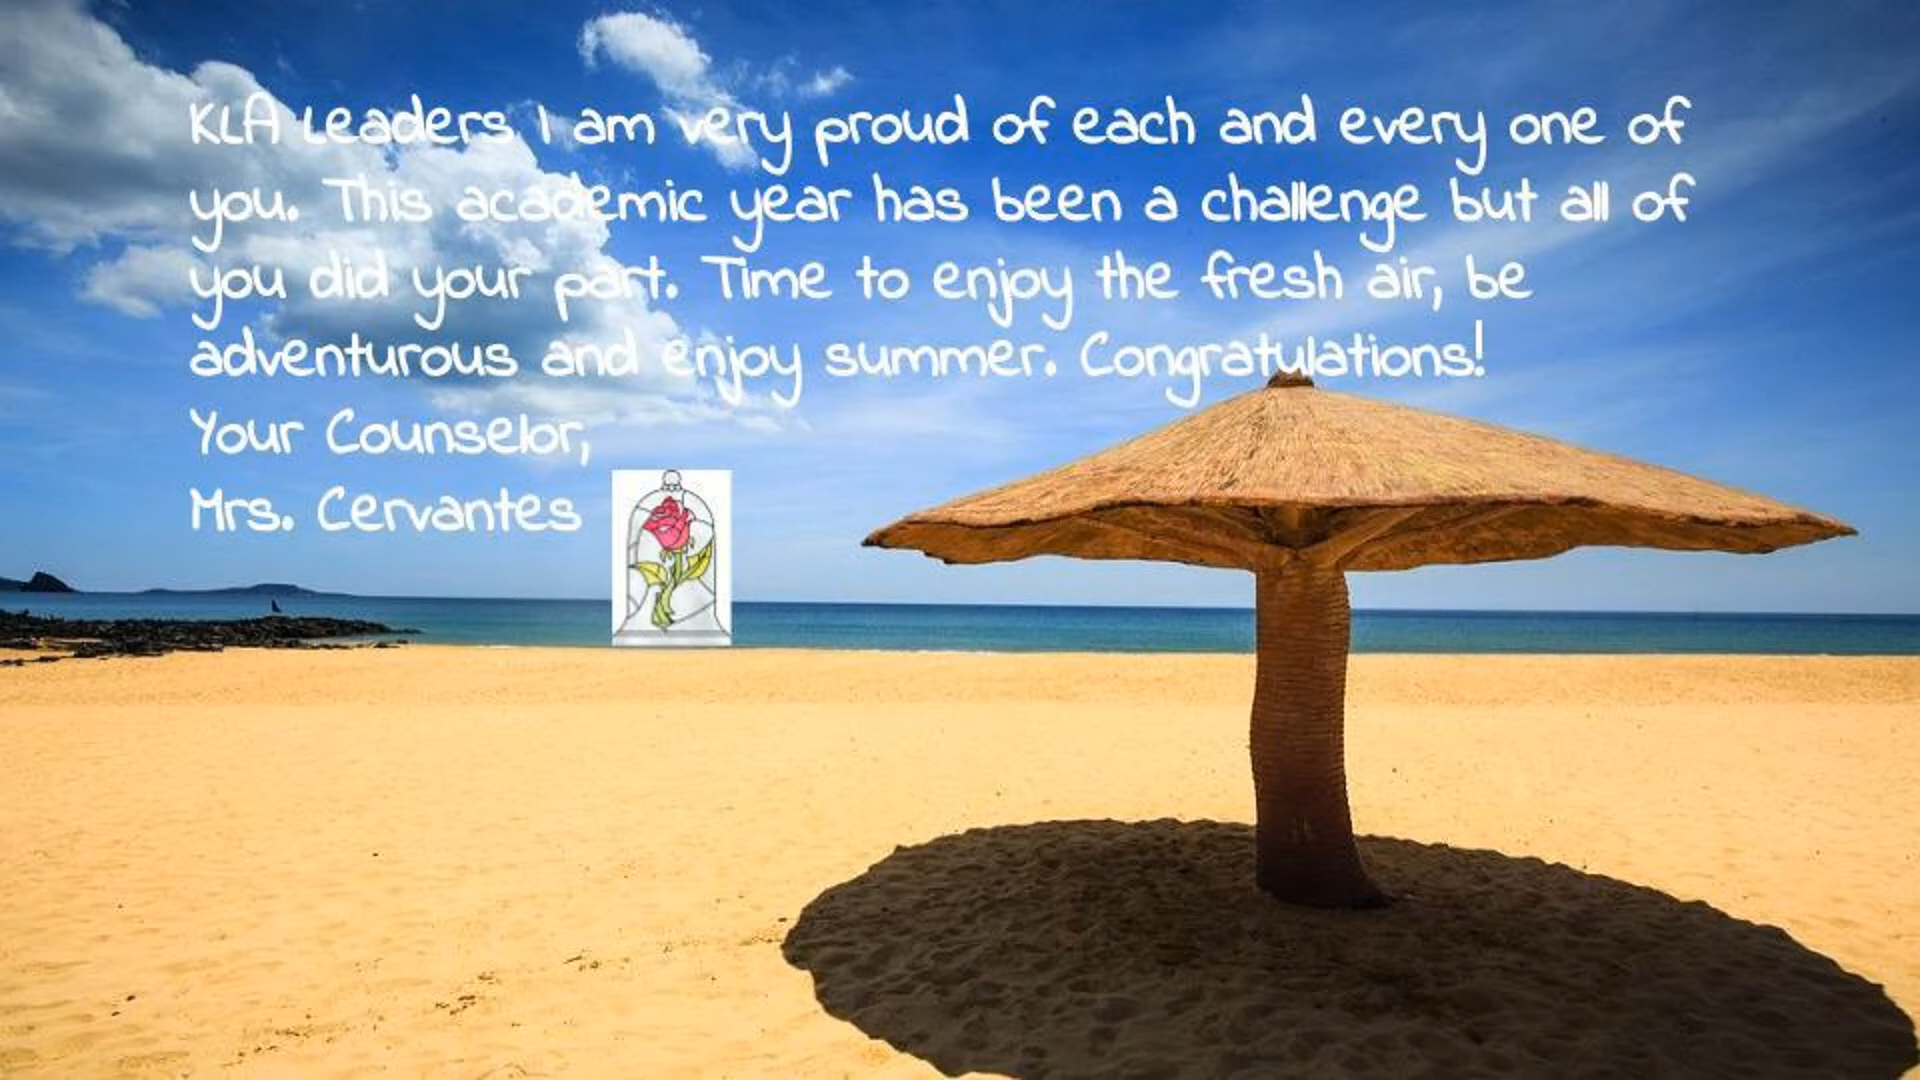 KLA Leaders I am very proud of each and every one of
you. This academic year has been a challenge but all of
you did your part. Time to enjoy the fresh air, be
adventurous and enjoy summer. Congratulations!
Your Counselor,
Mrs. Cervantes